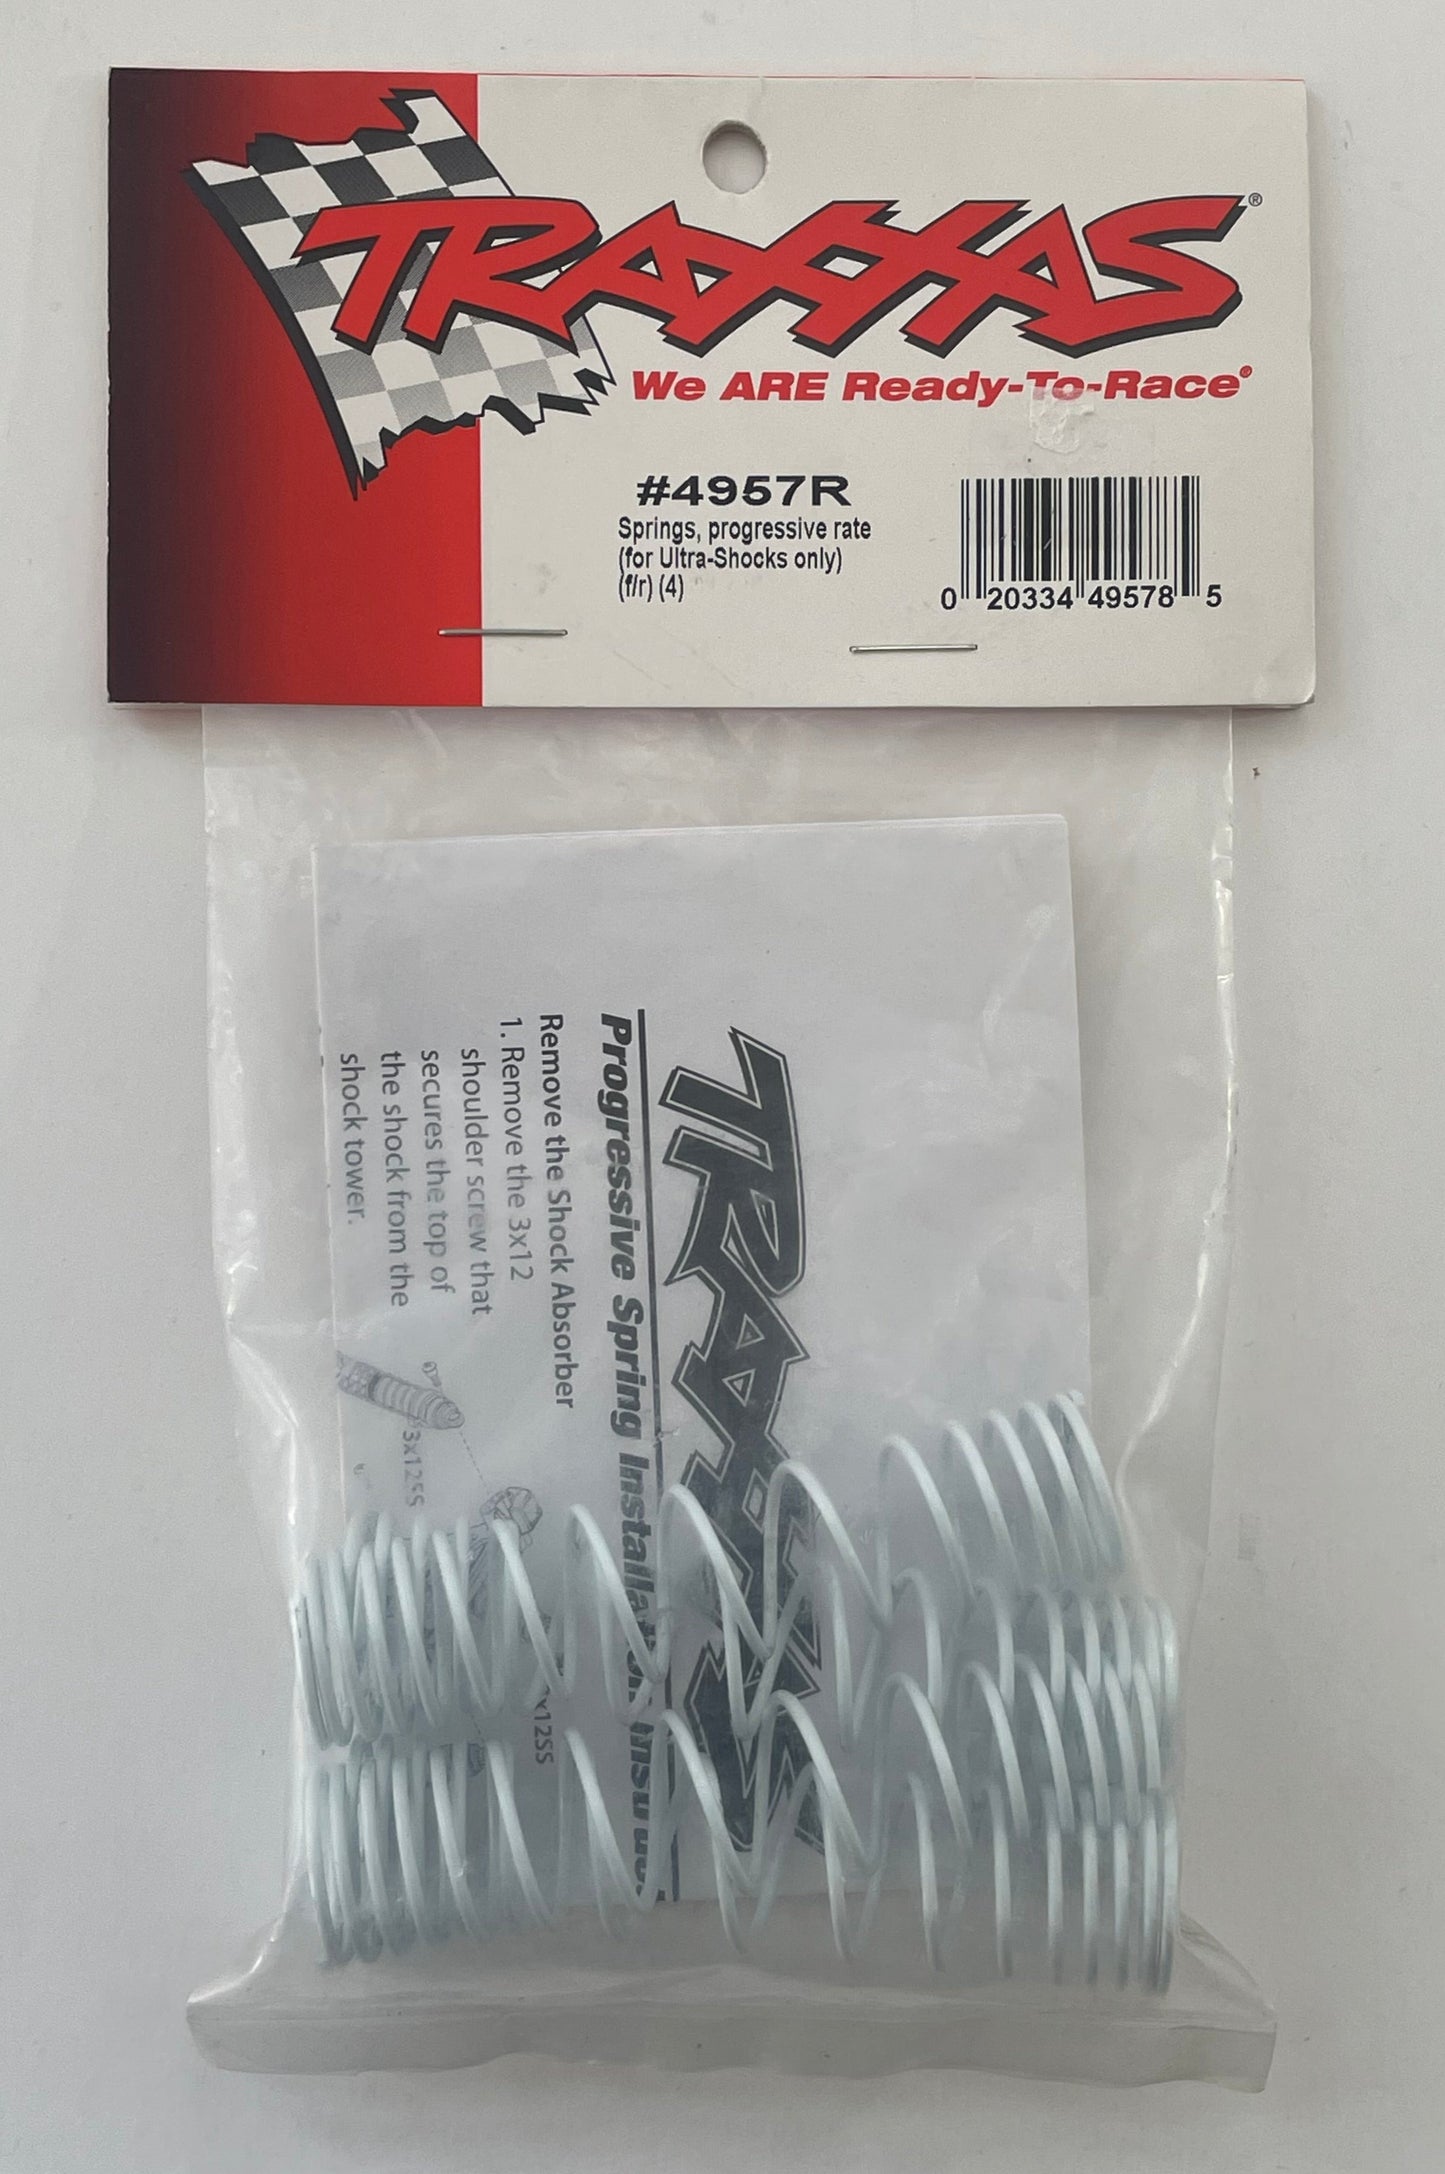 TRAXXAS®
We ARE Ready-To-Race®
#4957R
Springs, progressive rate
(for Ultra-Shocks only)
(f/r) (4)
0 20334 49578 5
TRAXXAS
Progressive Spring Installation
Remove the Shock Absorber
1. Remove the 3x12
shoulder screw that
secures the top of
the shock from the
shock tower.
3x12SS
x12SS